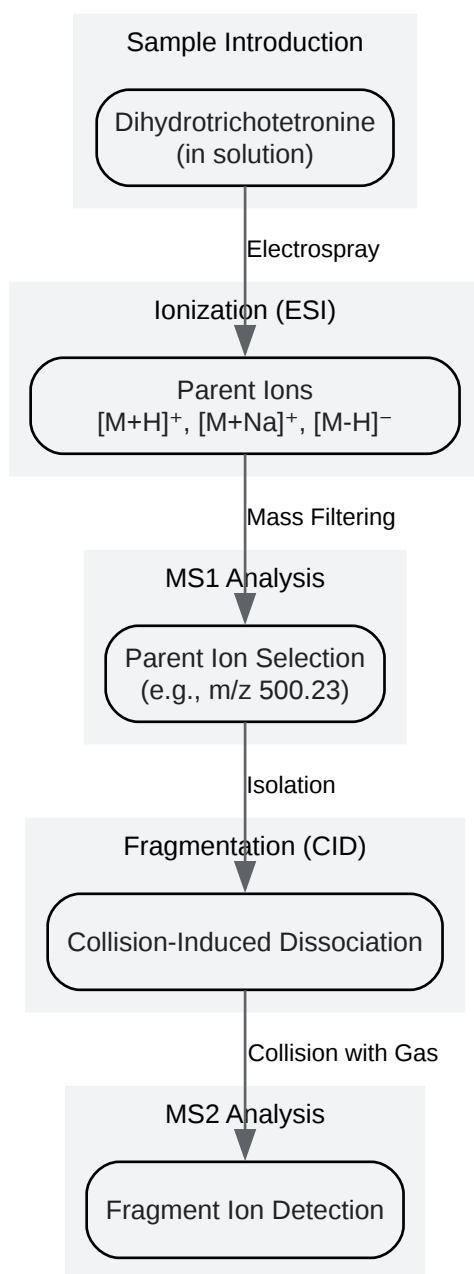 Sample Introduction
Dihydrotrichotetronine
(in solution)
Electrospray
Ionization (ESI)
Parent Ions
[M+H]⁺, [M+Na]⁺, [M-H]⁻
Mass Filtering
MS1 Analysis
Parent Ion Selection
(e.g., m/z 500.23)
Isolation
Fragmentation (CID)
Collision-Induced Dissociation
Collision with Gas
MS2 Analysis
Fragment Ion Detection